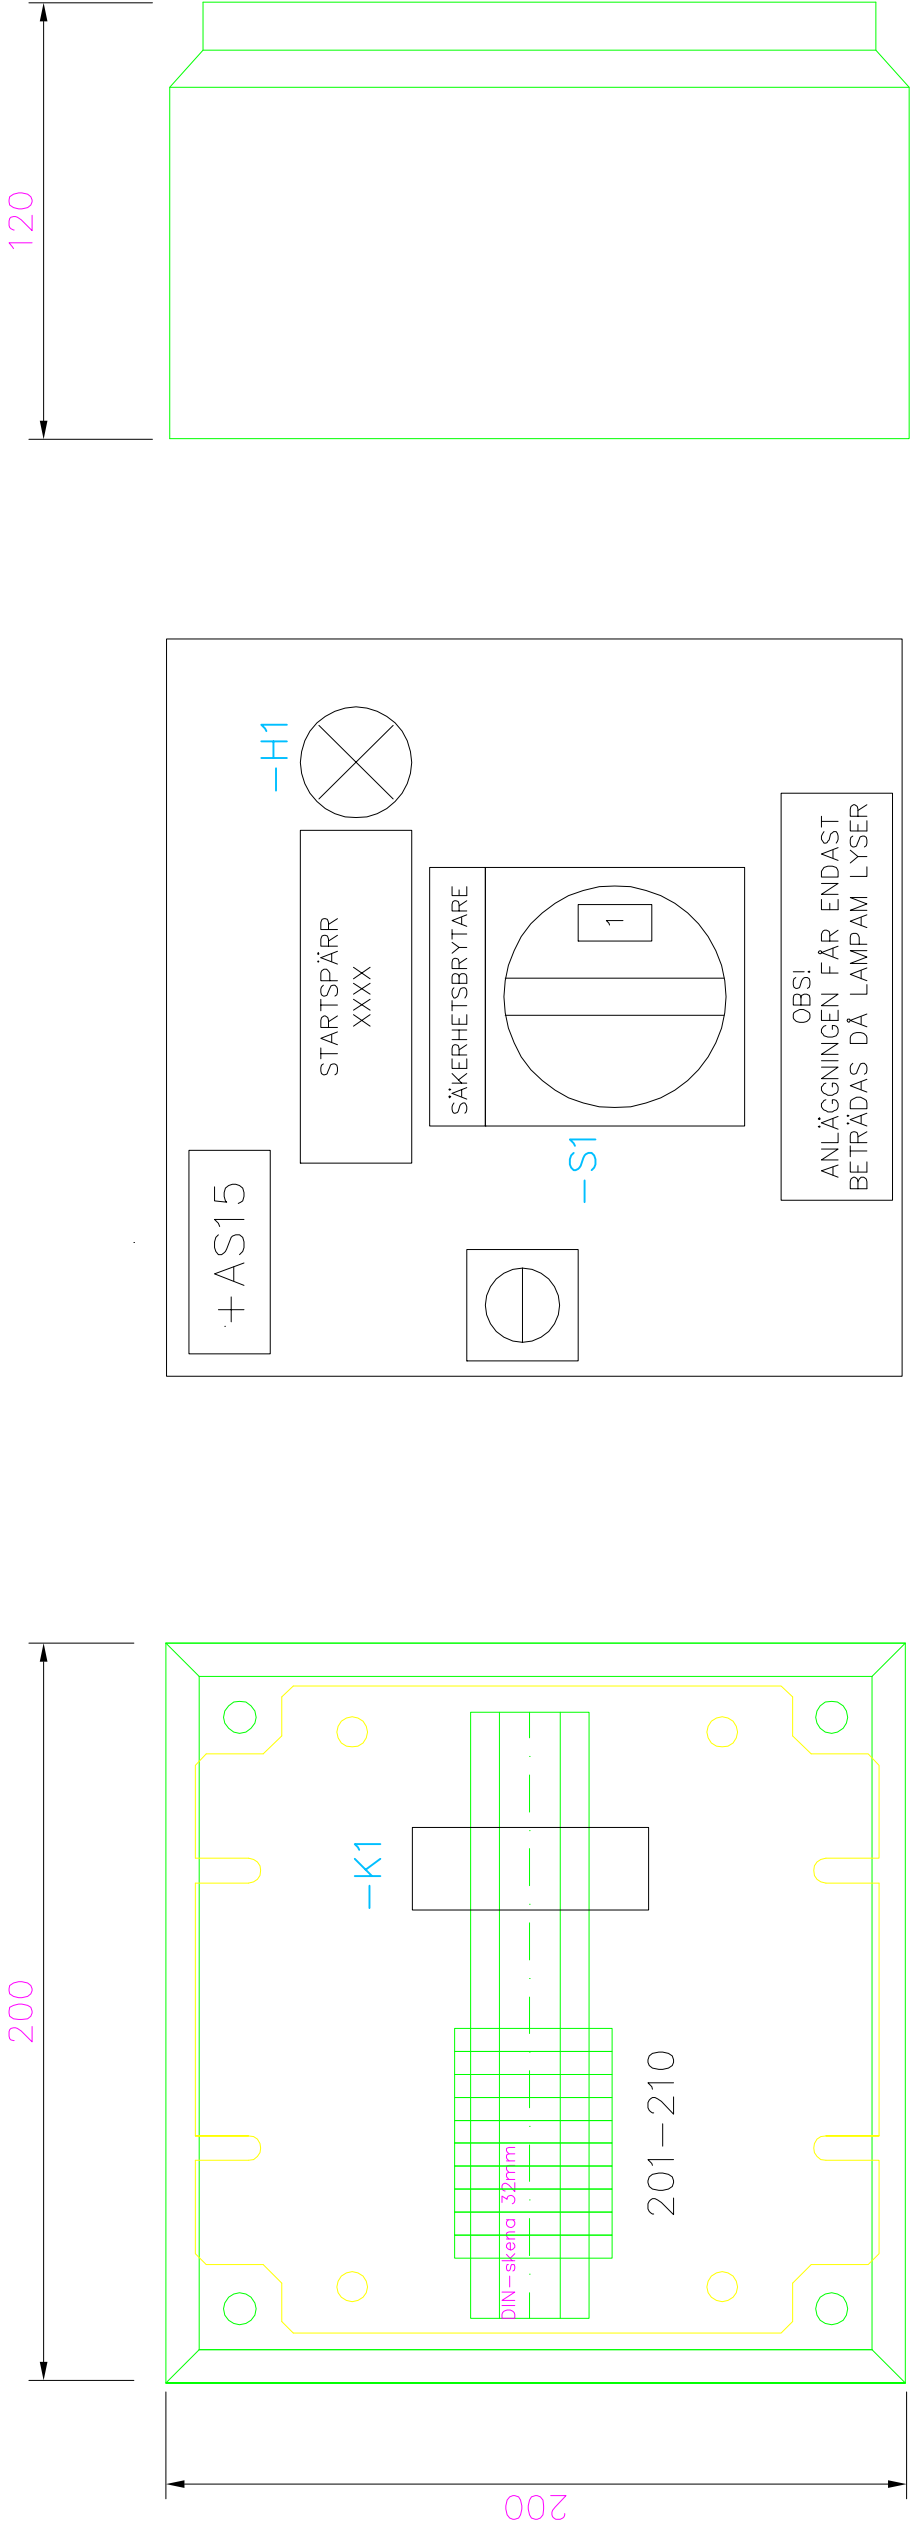 200
200
-K1
DIN-skena 32mm
201-210
+AS15
STARTSPÄRR
XXXX
-H1
SÄKERHETSBRYTARE
1
-S1
OBS!
ANLÄGGNINGEN FÅR ENDAST
BETRÄDAS DÅ LAMPAM LYSER
120